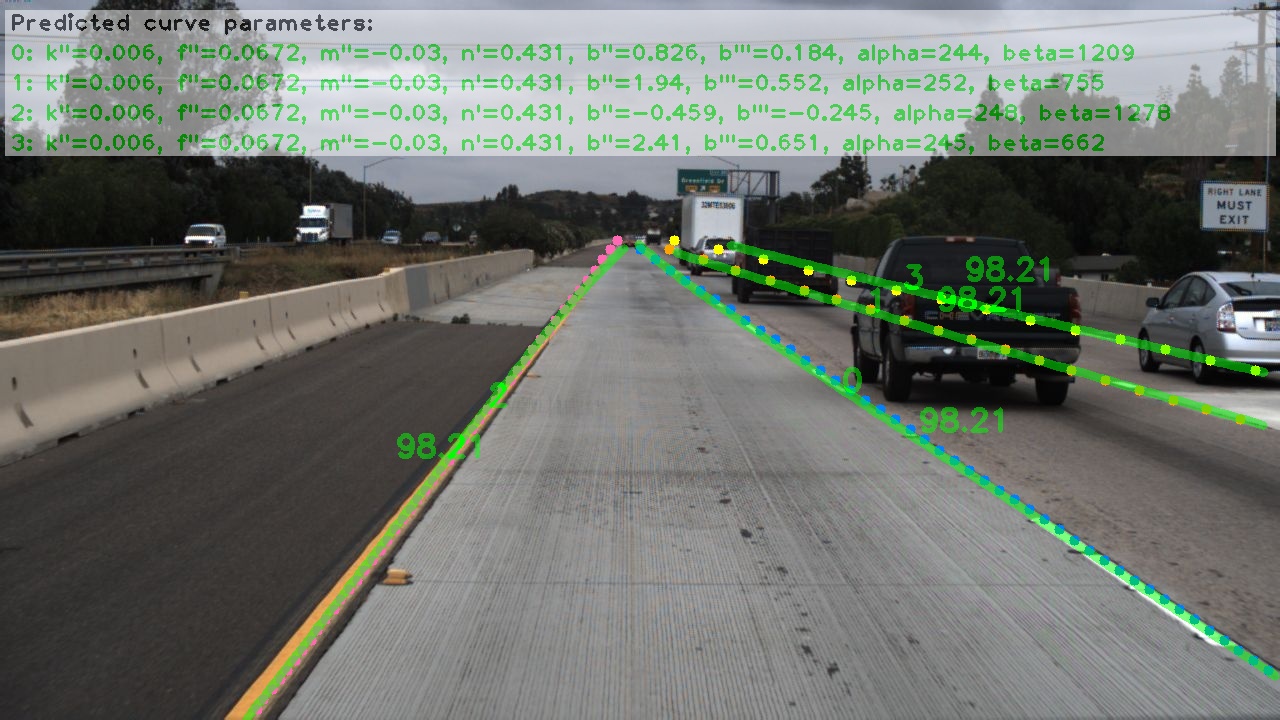 Predicted curve parameters:
0: k''=0.006, f''=0.0672, m''=-0.03, n'=0.431, b''=0.826, b'''=0.184, alpha=244, beta=1209
1: k''=0.006, f''=0.0672, m''=-0.03, n'=0.431, b''=1.94, b'''=0.552, alpha=252, beta=755
2: k''=0.006, f''=0.0672, m''=-0.03, n'=0.431, b''=-0.459, b'''=-0.245, alpha=248, beta=1278
3: k''=0.006, f''=0.0672, m''=-0.03, n'=0.431, b''=2.41, b'''=0.651, alpha=245, beta=662
Greenfield Dr
RIGHT LANE
MUST
EXIT
3
98.21
1
98.21
0
98.21
2
98.21